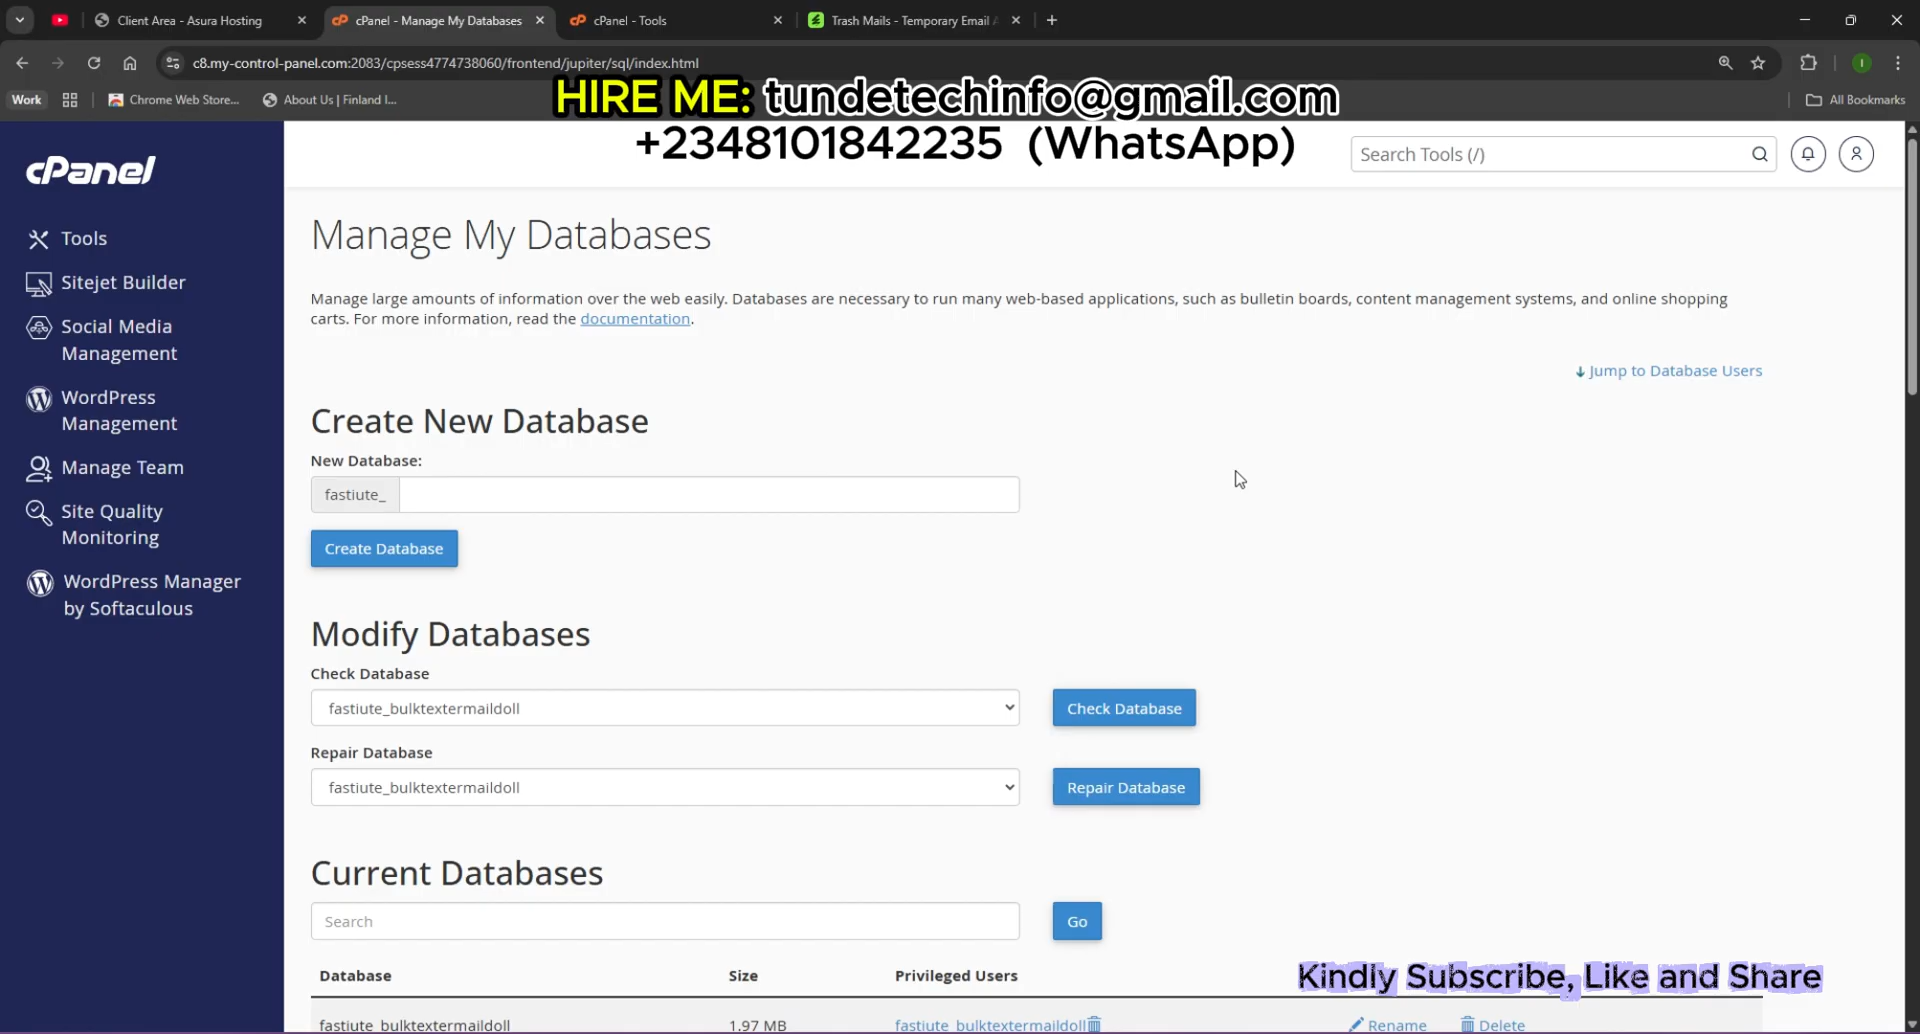 Client Area - Asura Hosting
cPanel - Manage My Databases
cPanel - Tools
Trash Mails - Temporary Email
c8.my-control-panel.com:2083/cpsess4774738060/frontend/jupiter/sql/index.html
Work
Chrome Web Store...
About Us | Finland I...
All Bookmarks
HIRE ME: tundetechinfo@gmail.com
+2348101842235 (WhatsApp)
cPanel
Search Tools (/)
Tools
Sitejet Builder
Social Media
Management
WordPress
Management
Manage Team
Site Quality
Monitoring
WordPress Manager
by Softaculous
Manage My Databases
Manage large amounts of information over the web easily. Databases are necessary to run many web-based applications, such as bulletin boards, content management systems, and online shopping
carts. For more information, read the documentation.
Jump to Database Users
Create New Database
New Database:
fastiute_
Create Database
Modify Databases
Check Database
fastiute_bulktextermaildoll
Check Database
Repair Database
fastiute_bulktextermaildoll
Repair Database
Current Databases
Search
Go
Database Size Privileged Users
fastiute_bulktextermaildoll 1.97 MB fastiute_bulktextermaildoll Rename Delete
Kindly Subscribe, Like and Share